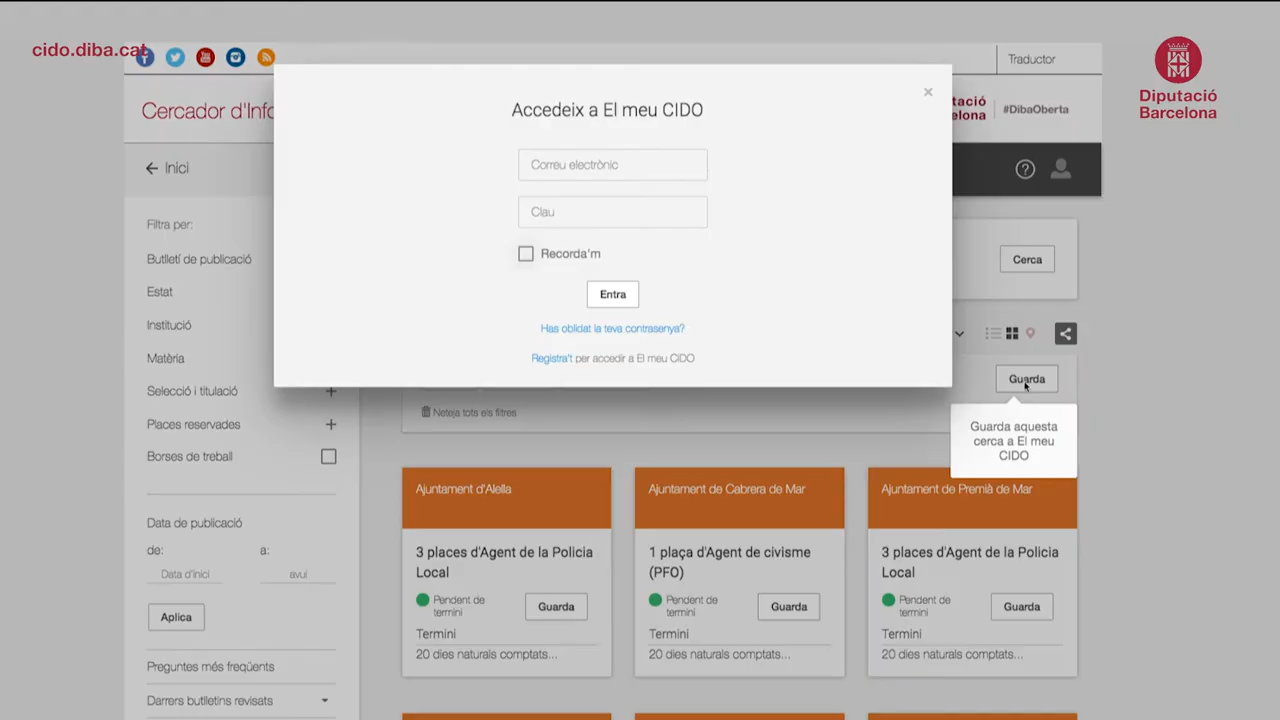 cido.diba.cat
Traductor
Diputació
Barcelona
Cercador d'Info
tació
elona
#DibaOberta
Inici
×
Accedeix a El meu CIDO
Correu electrònic
Clau
Recorda'm
Entra
Has oblidat la teva contrasenya?
Registra't per accedir a El meu CIDO
Filtra per:
Butlletí de publicació
Estat
Institució
Matèria
Selecció i titulació
Places reservades
Borses de treball
Data de publicació
de:
a:
Data d'inici
avui
Aplica
Preguntes més freqüents
Darrers butlletins revisats
Cerca
Guarda
Guarda aquesta
cerca a El meu
CIDO
Neteja tots els filtres
Ajuntament d'Alella
3 places d'Agent de la Policia
Local
Pendent de
termini
Guarda
Termini
20 dies naturals comptats...
Ajuntament de Cabrera de Mar
1 plaça d'Agent de civisme
(PFO)
Pendent de
termini
Guarda
Termini
20 dies naturals comptats...
Ajuntament de Premià de Mar
3 places d'Agent de la Policia
Local
Pendent de
termini
Guarda
Termini
20 dies naturals comptats...